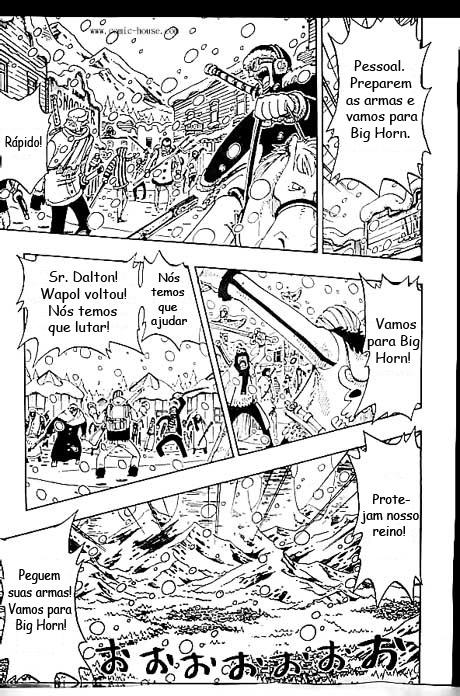 www.comic-house.com
Pessoal.
Preparem
as armas e
vamos para
Big Horn.
Rápido!
Vamos
para Big
Horn!
Nós
temos
que
ajudar
Sr. Dalton!
Wapol voltou!
Nós temos
que lutar!
Prote-
jam nosso
reino!
Peguem
suas armas!
Vamos para
Big Horn!
おおおおおおお